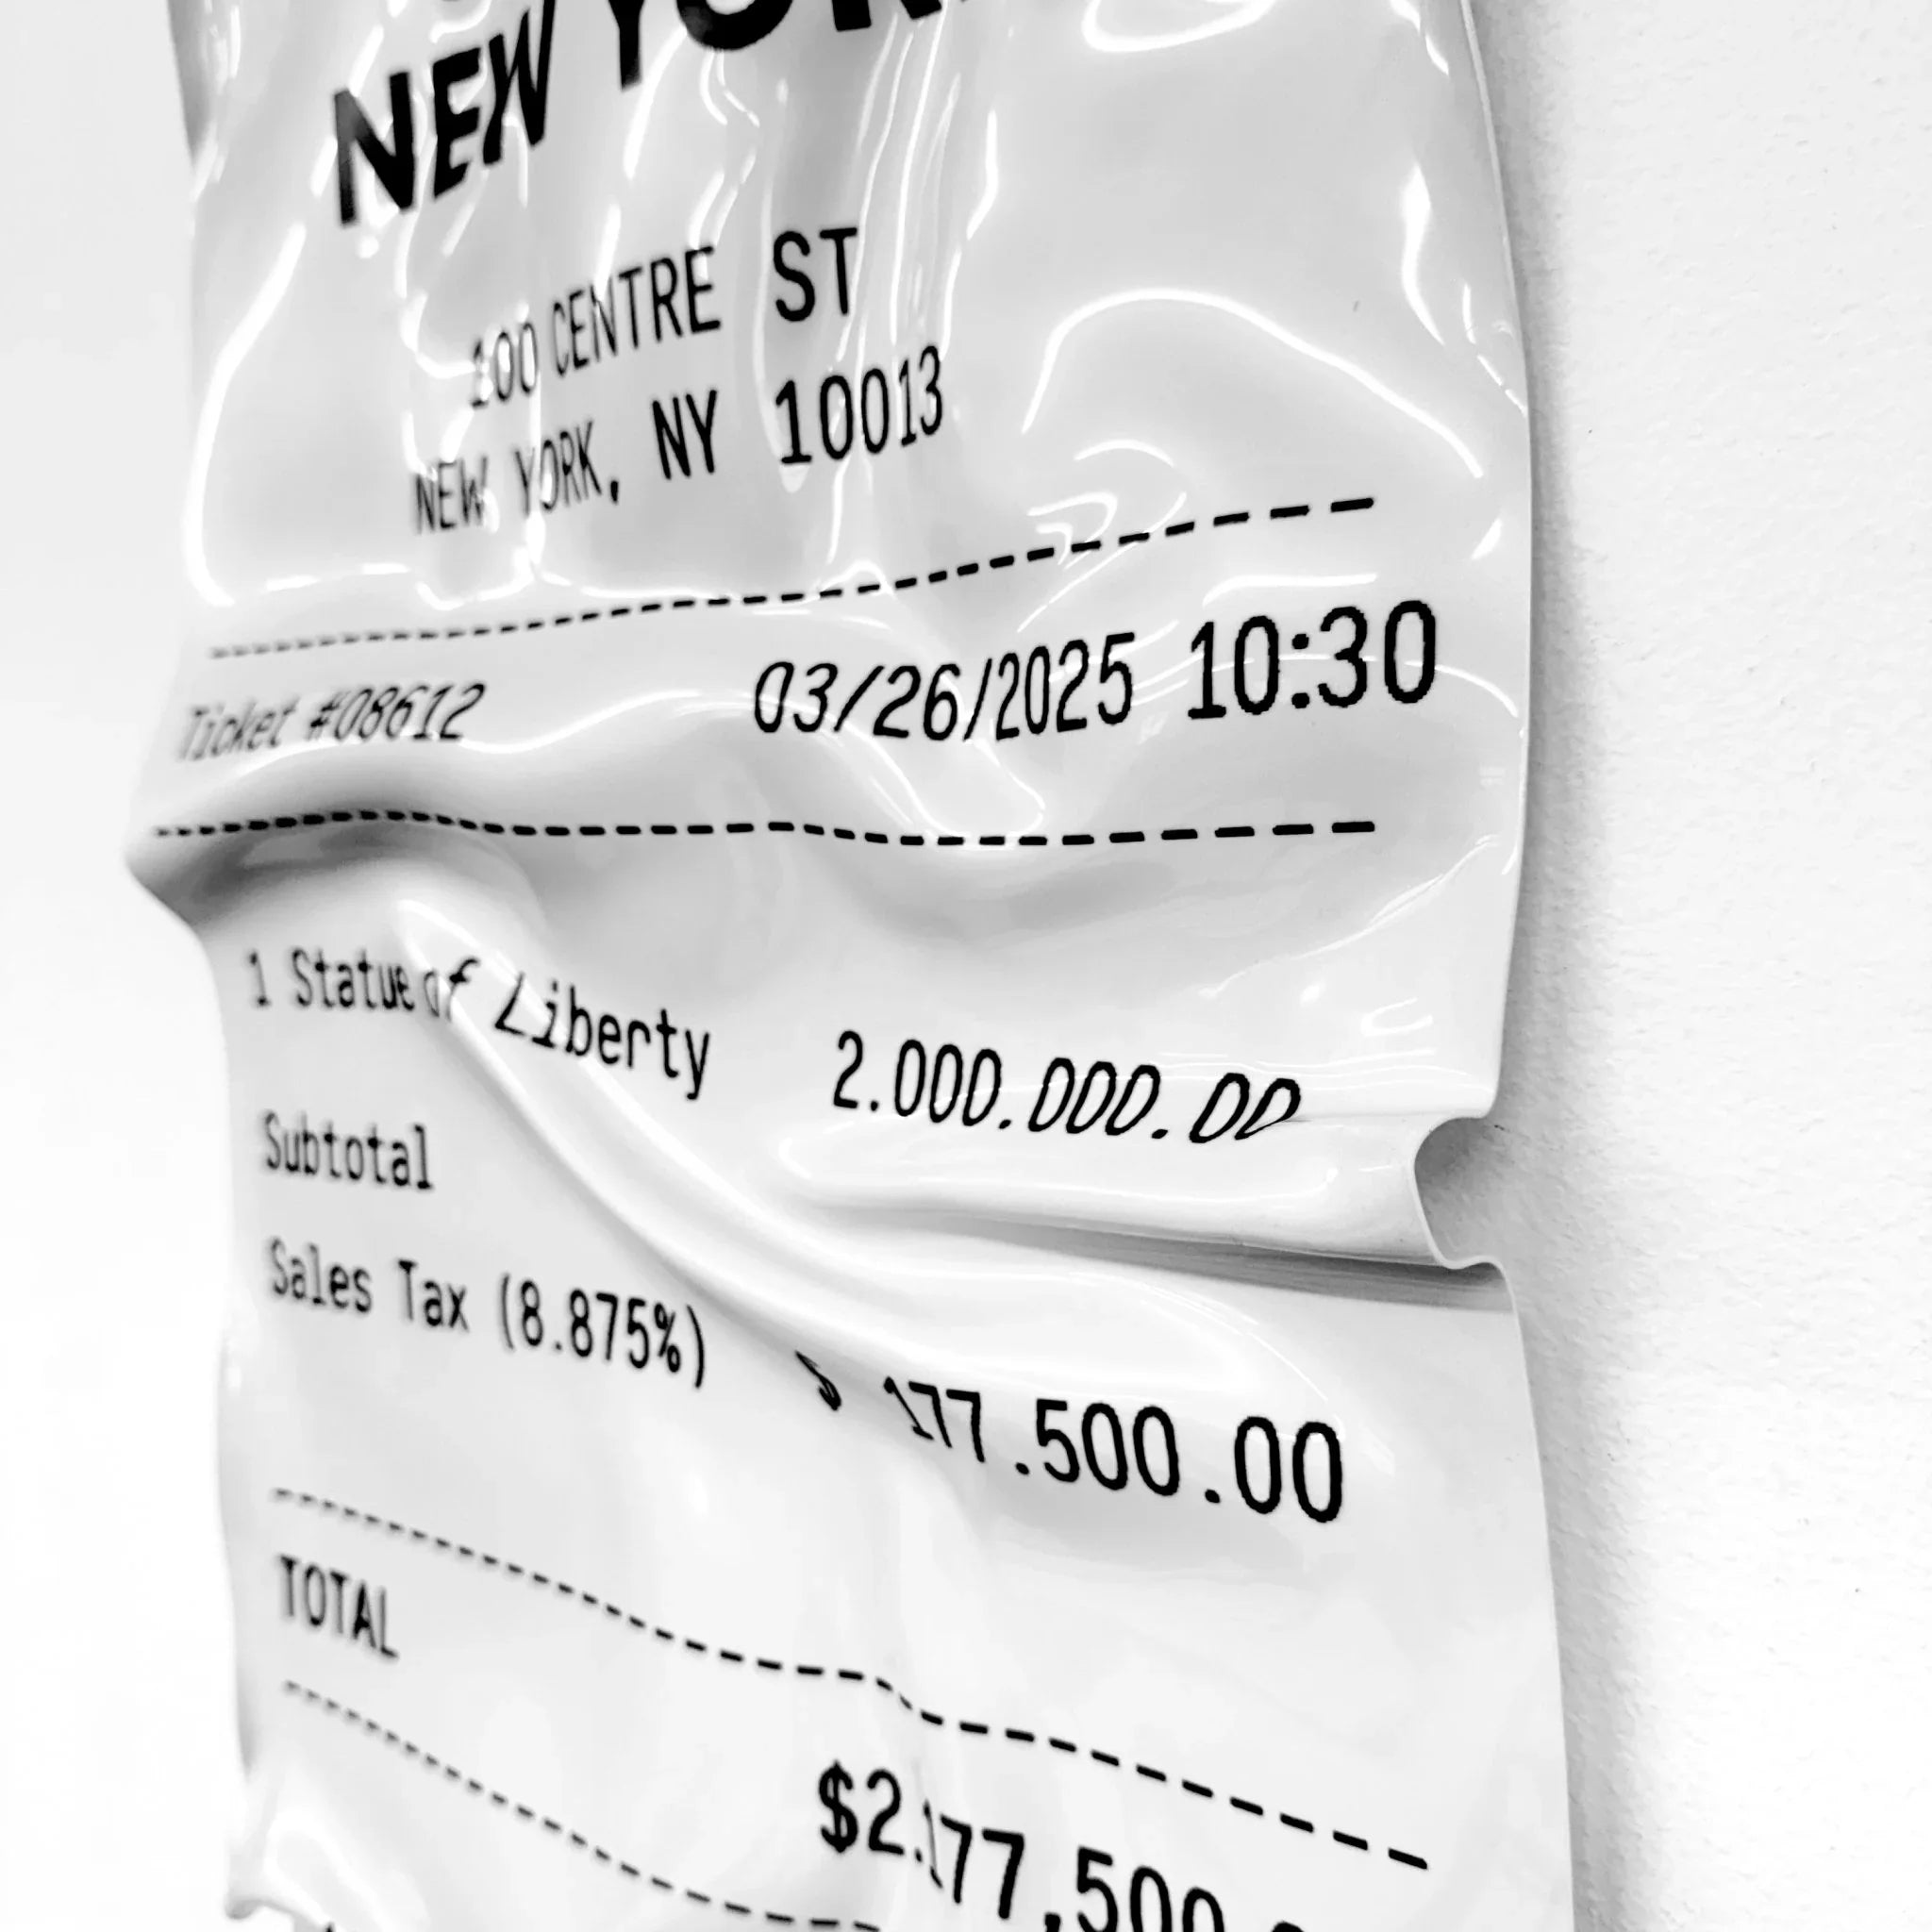 NEW YORK
100 CENTRE ST
NEW YORK, NY 10013
Ticket #08612 03/26/2025 10:30
1 Statue of Liberty 2.000.000.00
Subtotal
Sales Tax (8.875%) $ 177.500.00
TOTAL
$2.177,500